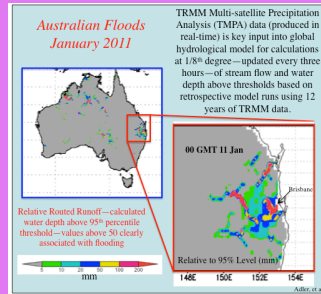 Australian Floods
January 2011
TRMM Multi-satellite Precipitation
Analysis (TMPA) data (produced in
real-time) is key input into global
hydrological model for calculations
at 1/8th degree—updated every three
hours—of stream flow and water
depth above thresholds based on
retrospective model runs using 12
years of TRMM data.
Relative Routed Runoff—calculated
water depth above 95th percentile
threshold—values above 50 clearly
associated with flooding
5 10 20 50 100 200
mm
00 GMT 11 Jan
Brisbane
Relative to 95% Level (mm)
148E 150E 152E 154E
Adler, et al